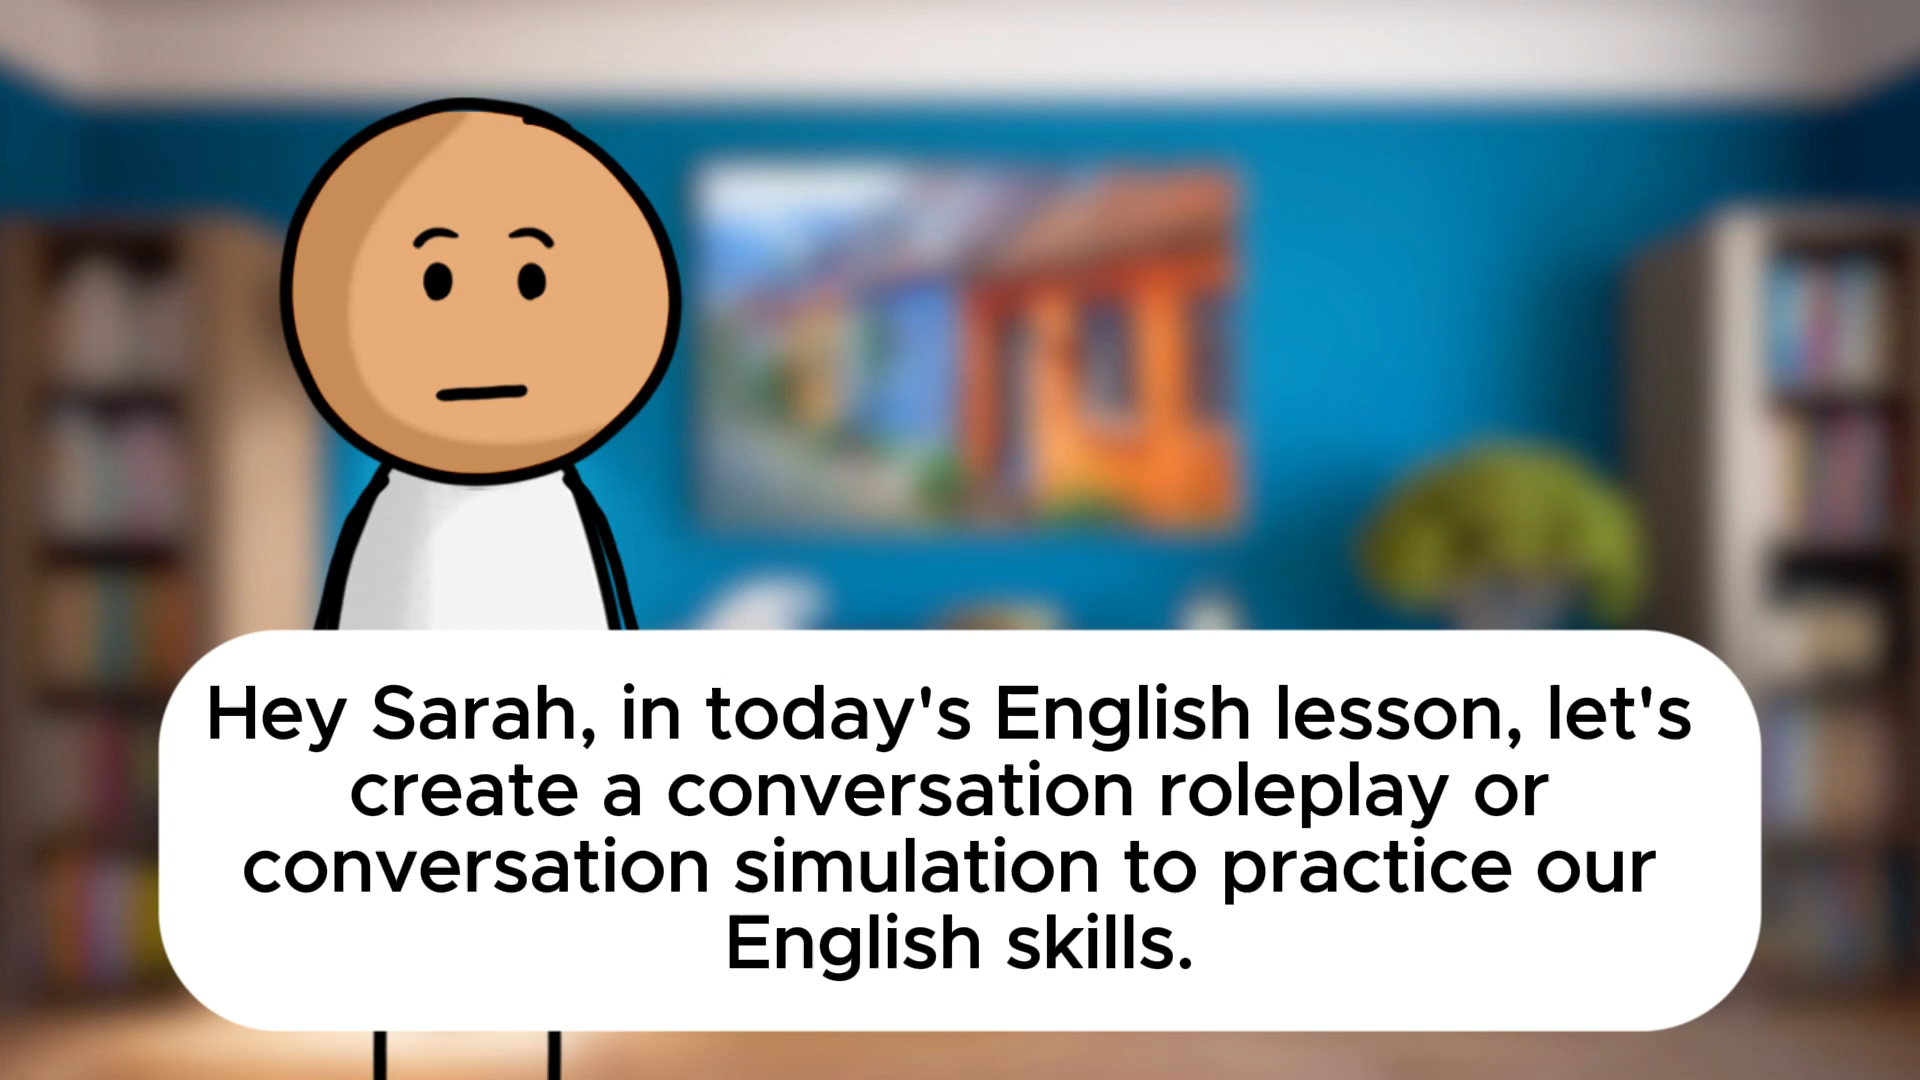 Hey Sarah, in today's English lesson, let's
create a conversation roleplay or
conversation simulation to practice our
English skills.